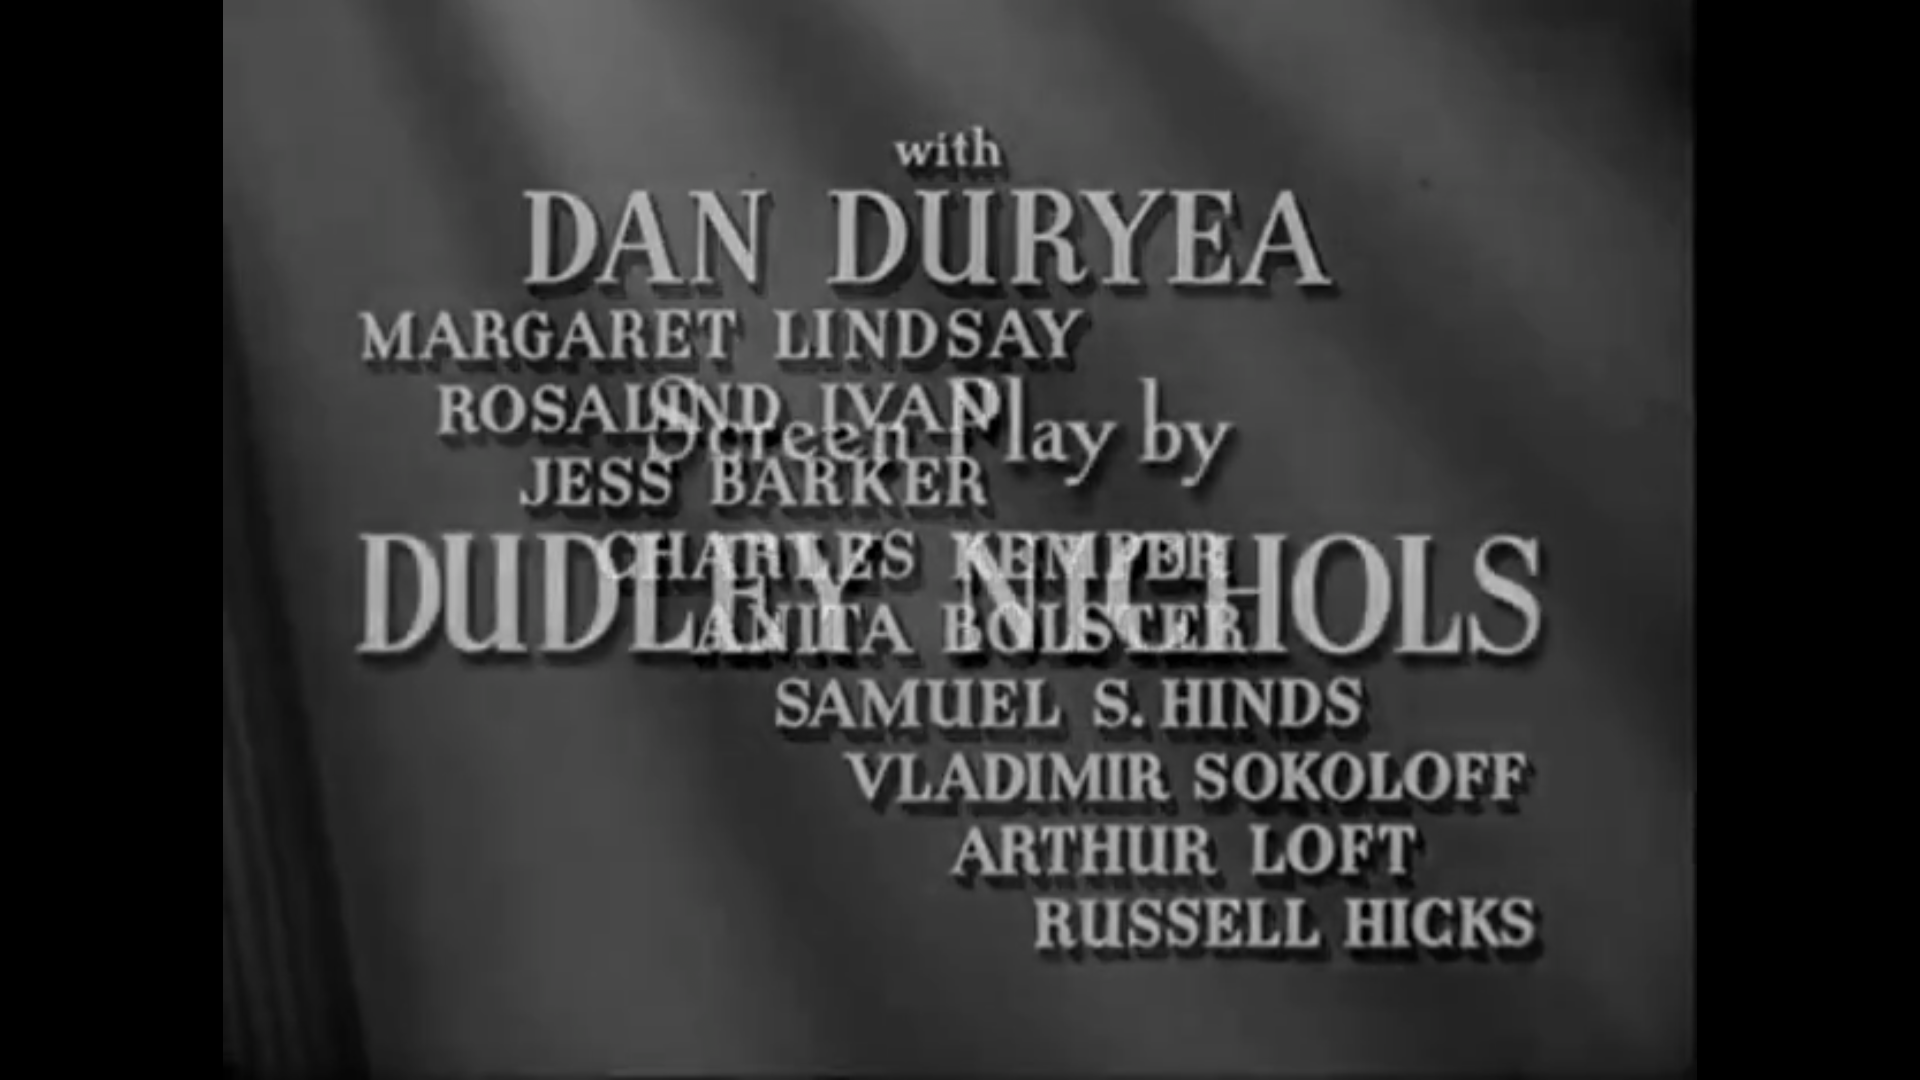 with
DAN DURYEA
MARGARET LINDSAY
ROSALIND IVAN
JESS BARKER
CHARLES KEMPER
ANITA BOLSTER
SAMUEL S. HINDS
VLADIMIR SOKOLOFF
ARTHUR LOFT
RUSSELL HICKS
Screen Play by
DUDLEY NICHOLS